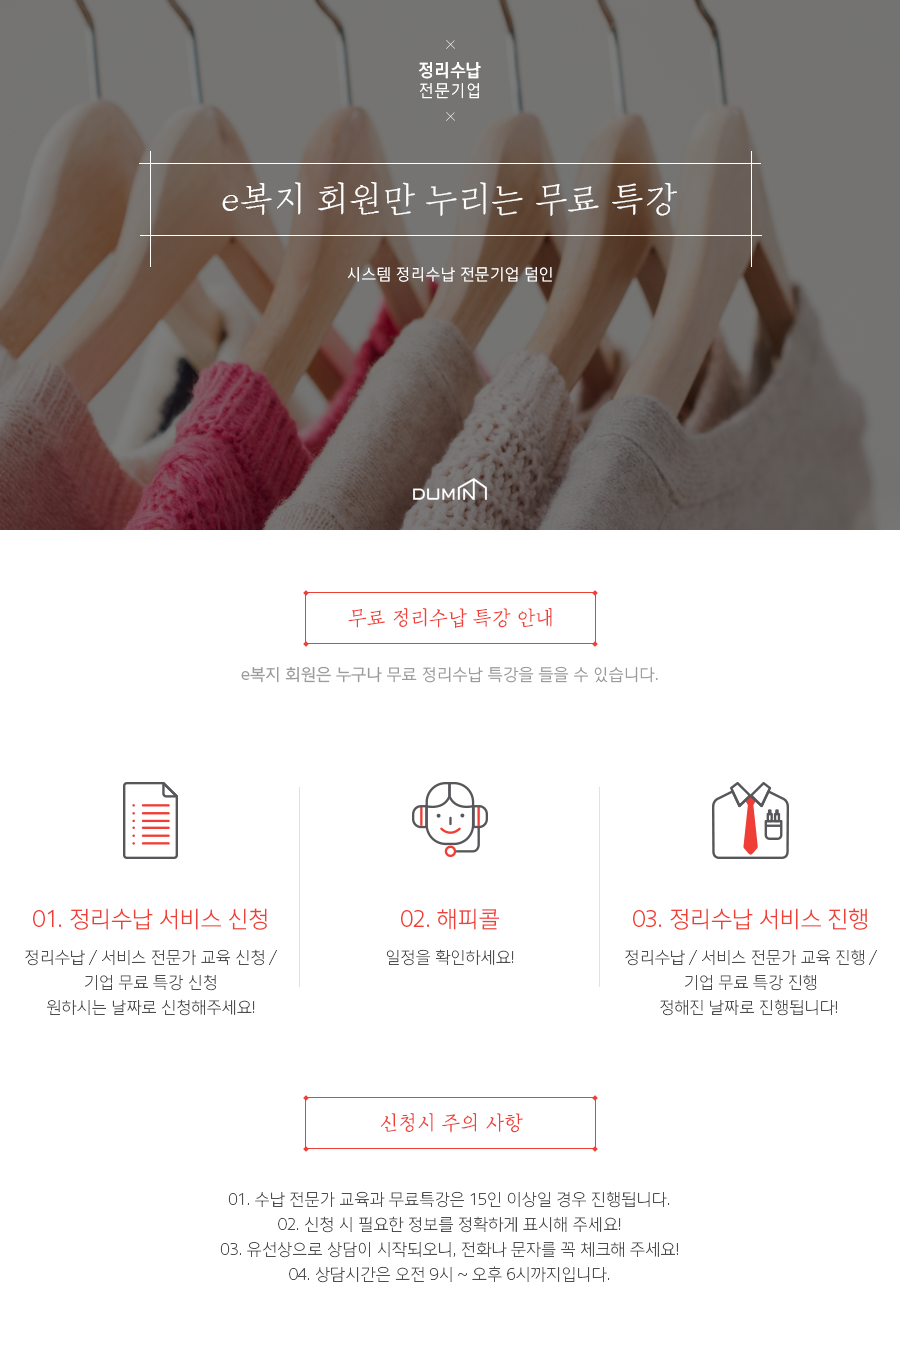 정리수납
전문기업
e복지 회원만 누리는 무료 특강
시스템 정리수납 전문기업 덤인
DUMIN
무료 정리수납 특강 안내
e복지 회원은 누구나 무료 정리수납 특강을 들을 수 있습니다.
01. 정리수납 서비스 신청
정리수납 / 서비스 전문가 교육 신청 /
기업 무료 특강 신청
원하시는 날짜로 신청해주세요!
02. 해피콜
일정을 확인하세요!
03. 정리수납 서비스 진행
정리수납 / 서비스 전문가 교육 진행 /
기업 무료 특강 진행
정해진 날짜로 진행됩니다!
신청시 주의 사항
01. 수납 전문가 교육과 무료특강은 15인 이상일 경우 진행됩니다.
02. 신청 시 필요한 정보를 정확하게 표시해 주세요!
03. 유선상으로 상담이 시작되오니, 전화나 문자를 꼭 체크해 주세요!
04. 상담시간은 오전 9시 ~ 오후 6시까지입니다.